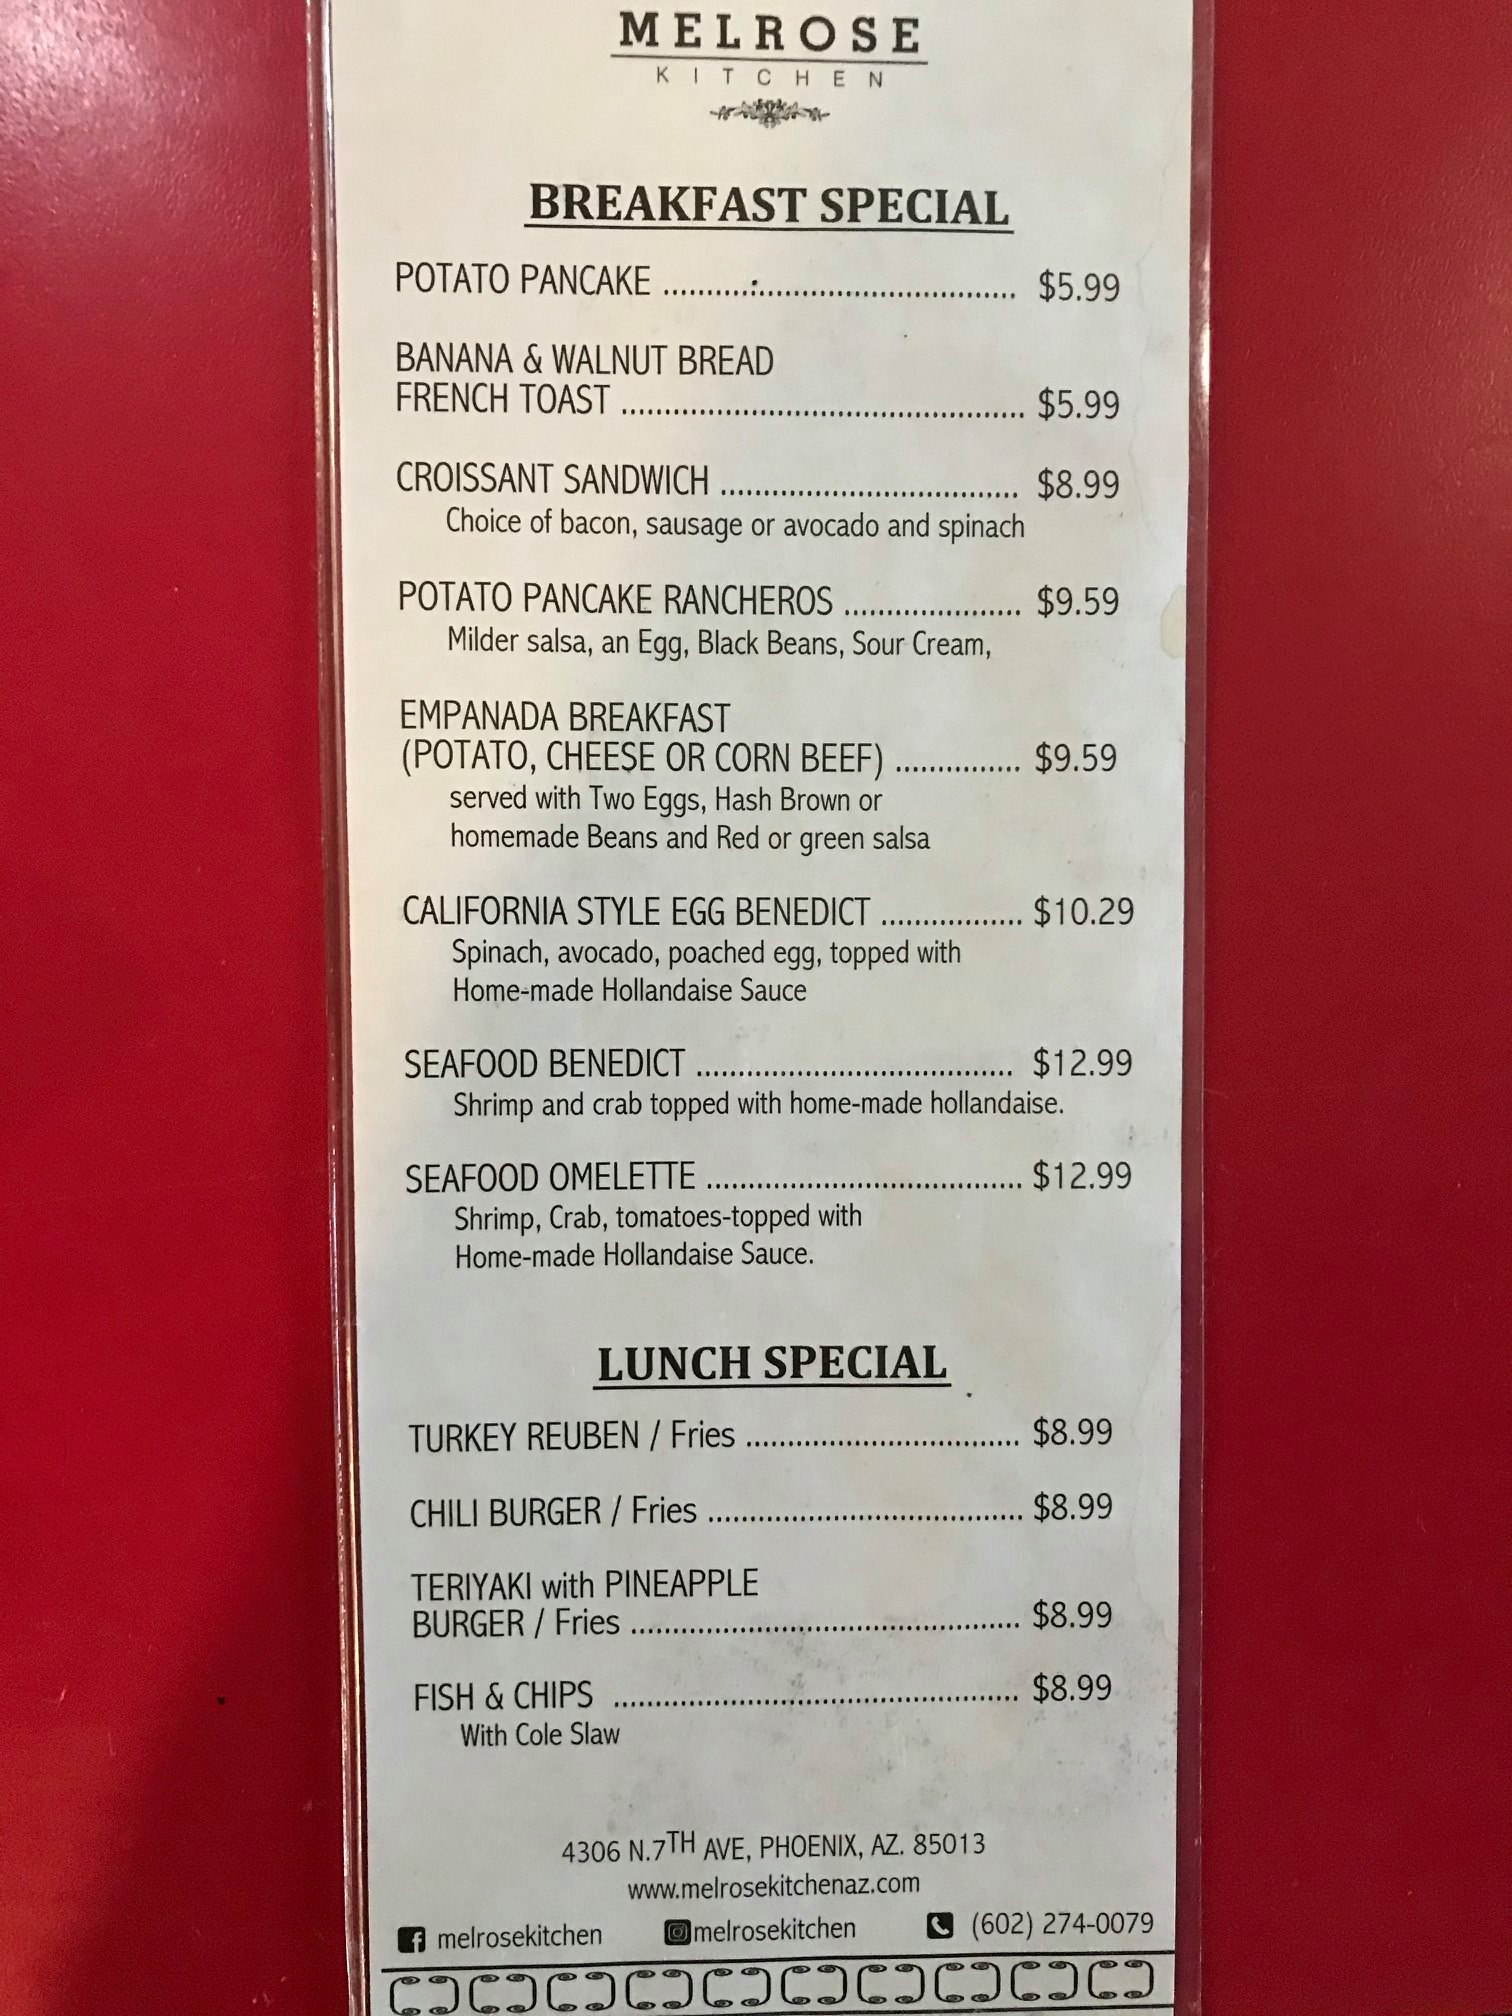 MELROSE
KITCHEN
BREAKFAST SPECIAL
POTATO PANCAKE .......................................... $5.99
BANANA & WALNUT BREAD
FRENCH TOAST ................................................ $5.99
CROISSANT SANDWICH ................................... $8.99
Choice of bacon, sausage or avocado and spinach
POTATO PANCAKE RANCHEROS ..................... $9.59
Milder salsa, an Egg, Black Beans, Sour Cream,
EMPANADA BREAKFAST
(POTATO, CHEESE OR CORN BEEF) ............... $9.59
served with Two Eggs, Hash Brown or
homemade Beans and Red or green salsa
CALIFORNIA STYLE EGG BENEDICT ................. $10.29
Spinach, avocado, poached egg, topped with
Home-made Hollandaise Sauce
SEAFOOD BENEDICT ...................................... $12.99
Shrimp and crab topped with home-made hollandaise.
SEAFOOD OMELETTE ...................................... $12.99
Shrimp, Crab, tomatoes-topped with
Home-made Hollandaise Sauce.
LUNCH SPECIAL
TURKEY REUBEN / Fries ................................. $8.99
CHILI BURGER / Fries ...................................... $8.99
TERIYAKI with PINEAPPLE
BURGER / Fries ............................................... $8.99
FISH & CHIPS ................................................. $8.99
With Cole Slaw
4306 N.7TH AVE, PHOENIX, AZ. 85013
www.melrosekitchenaz.com
melrosekitchen melrosekitchen (602) 274-0079